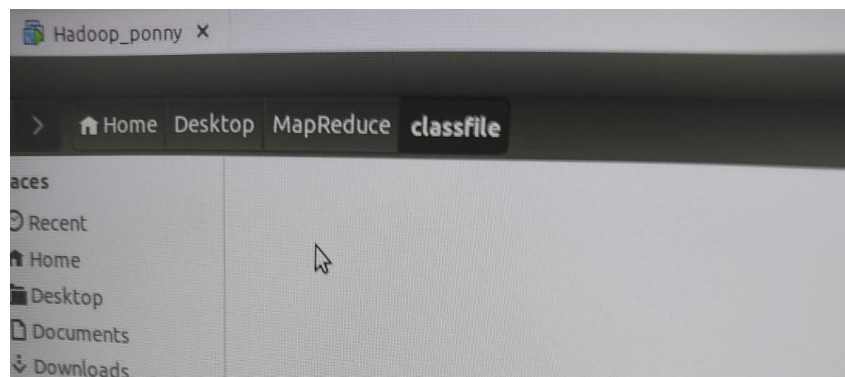 Hadoop_ponny ×
Home Desktop MapReduce classfile
aces
Recent
Home
Desktop
Documents
Downloads